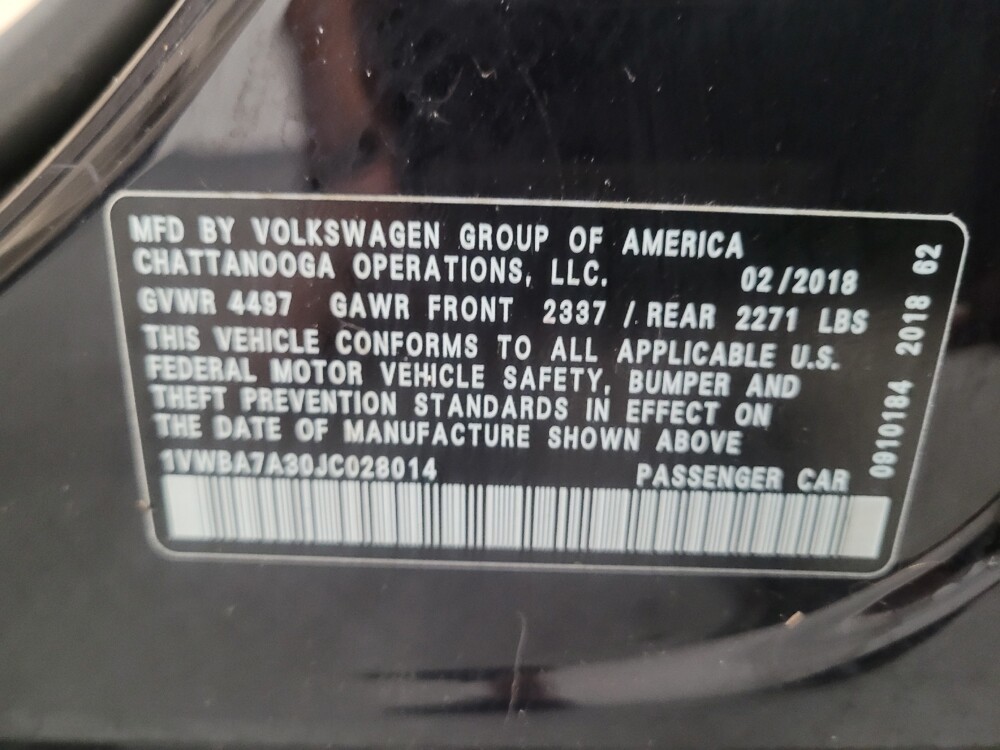 MFD BY VOLKSWAGEN GROUP OF AMERICA
CHATTANOOGA OPERATIONS, LLC. 02/2018
GVWR 4497 GAWR FRONT 2337 / REAR 2271 LBS
THIS VEHICLE CONFORMS TO ALL APPLICABLE U.S.
FEDERAL MOTOR VEHICLE SAFETY, BUMPER AND
THEFT PREVENTION STANDARDS IN EFFECT ON
THE DATE OF MANUFACTURE SHOWN ABOVE
1VWBA7A30JC028014 PASSENGER CAR
0910184 2018 62